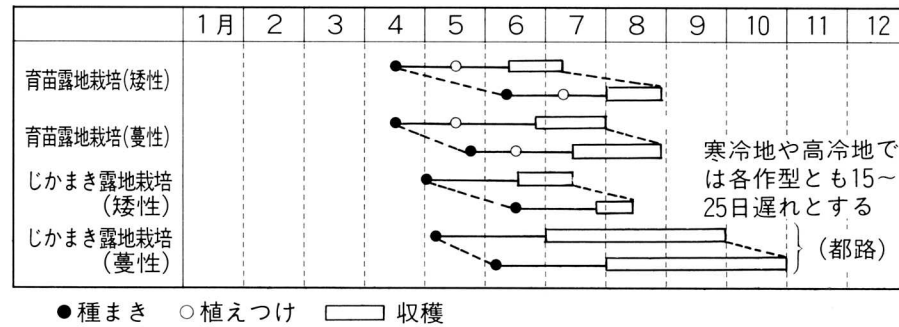 1月 2 3 4 5 6 7 8 9 10 11 12
育苗露地栽培(矮性)
育苗露地栽培(蔓性)
じかまき露地栽培
(矮性)
じかまき露地栽培
(蔓性)
寒冷地や高冷地で
は各作型とも15〜
25日遅れとする
(都路)
●種まき ○植えつけ 収穫